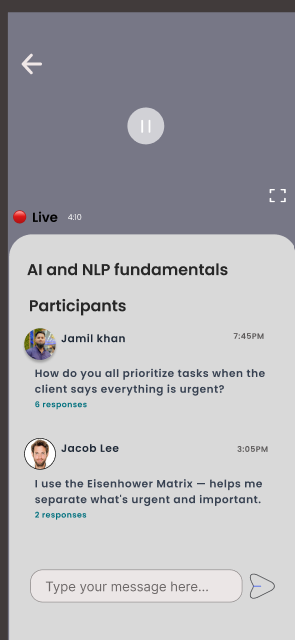 Live 4:10
AI and NLP fundamentals
Participants
Jamil khan 7:45PM
How do you all prioritize tasks when the
client says everything is urgent?
6 responses
Jacob Lee 3:05PM
I use the Eisenhower Matrix — helps me
separate what's urgent and important.
2 responses
Type your message here...